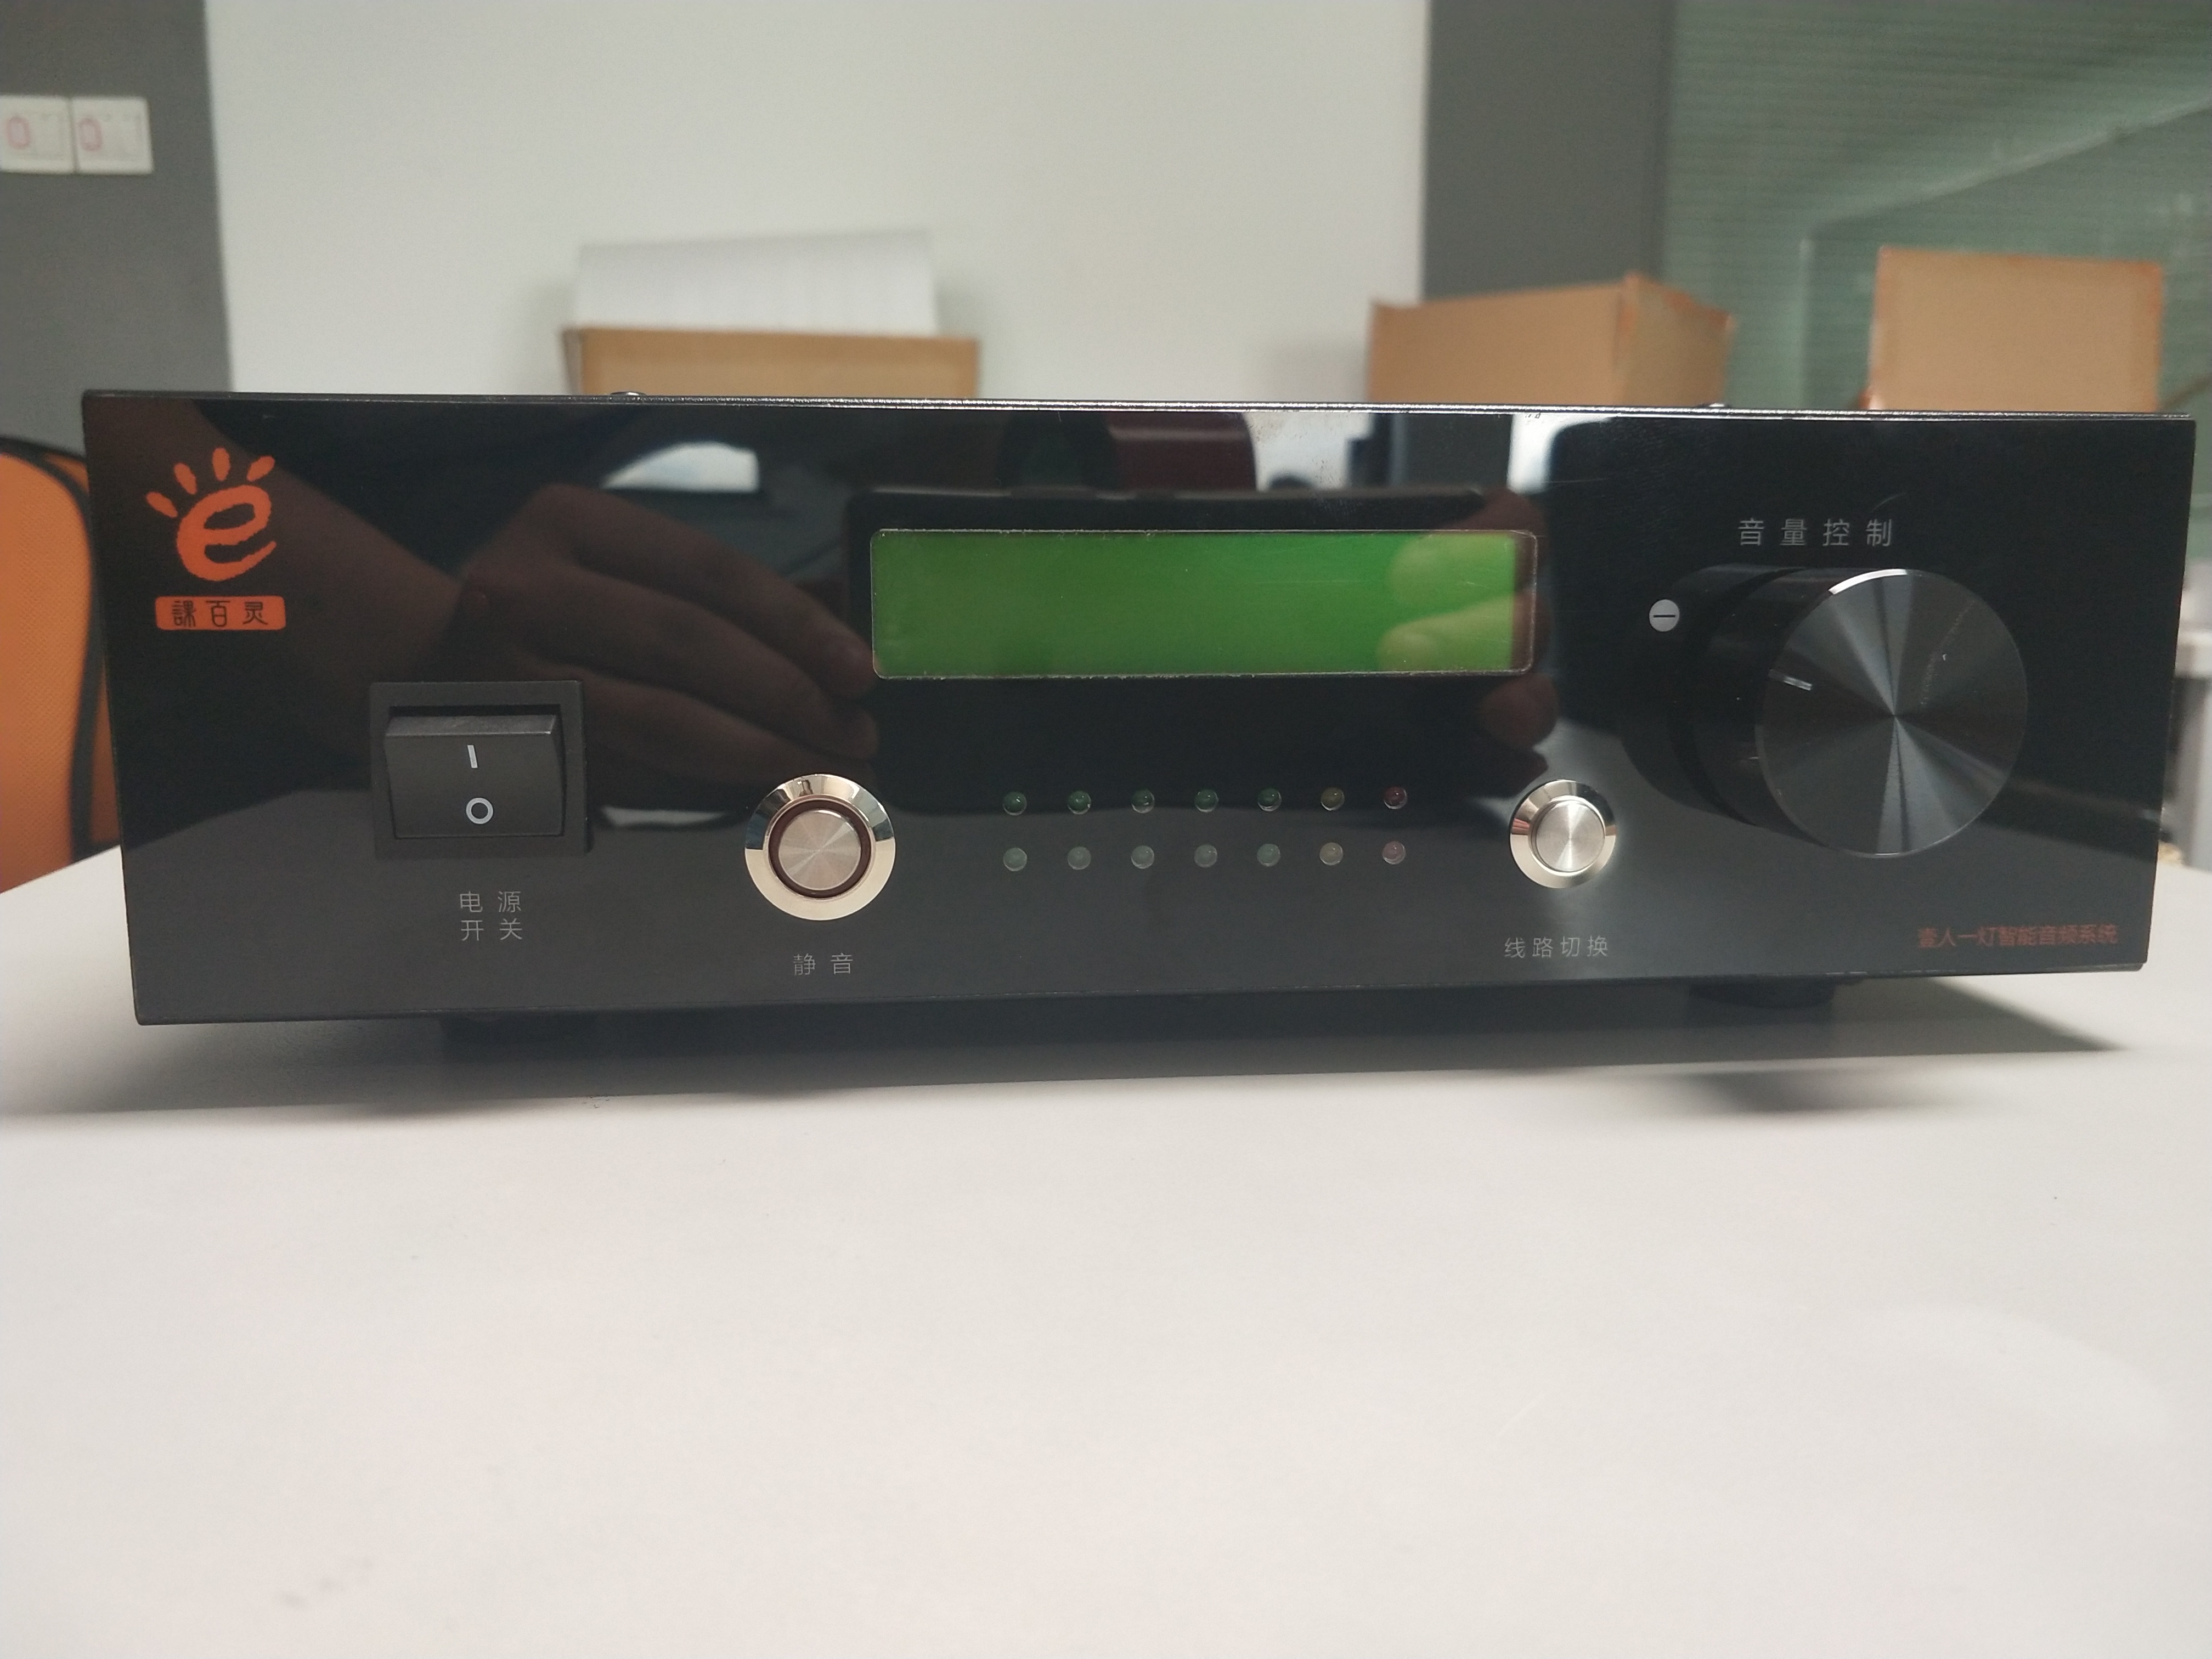 e
課百灵
音量控制
电源
开关
静音
线路切换
壹人一灯智能音频系统